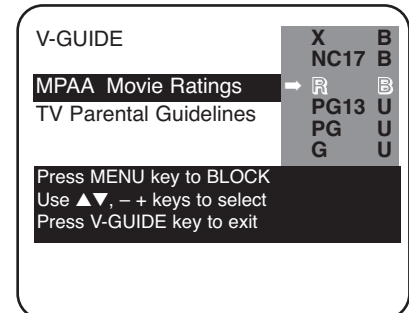 V-GUIDE
X B
NC17 B
MPAA Movie Ratings ➡ R B
TV Parental Guidelines PG13 U
PG U
G U
Press MENU key to BLOCK
Use ▲▼, – + keys to select
Press V-GUIDE key to exit